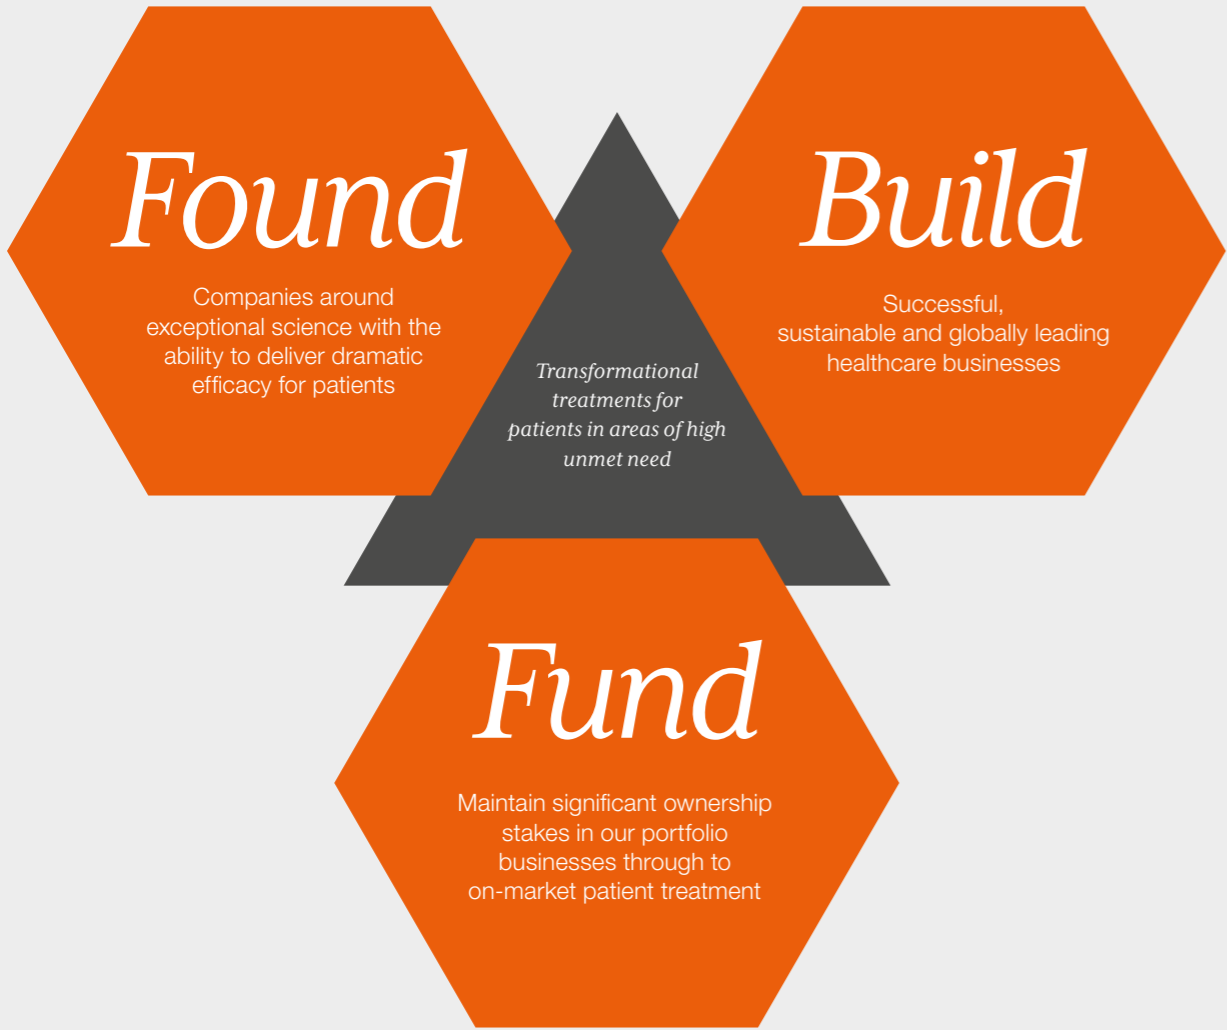 Found
Companies around
exceptional science with the
ability to deliver dramatic
efficacy for patients
Build
Successful,
sustainable and globally leading
healthcare businesses
Transformational
treatments for
patients in areas of high
unmet need
Fund
Maintain significant ownership
stakes in our portfolio
businesses through to
on-market patient treatment